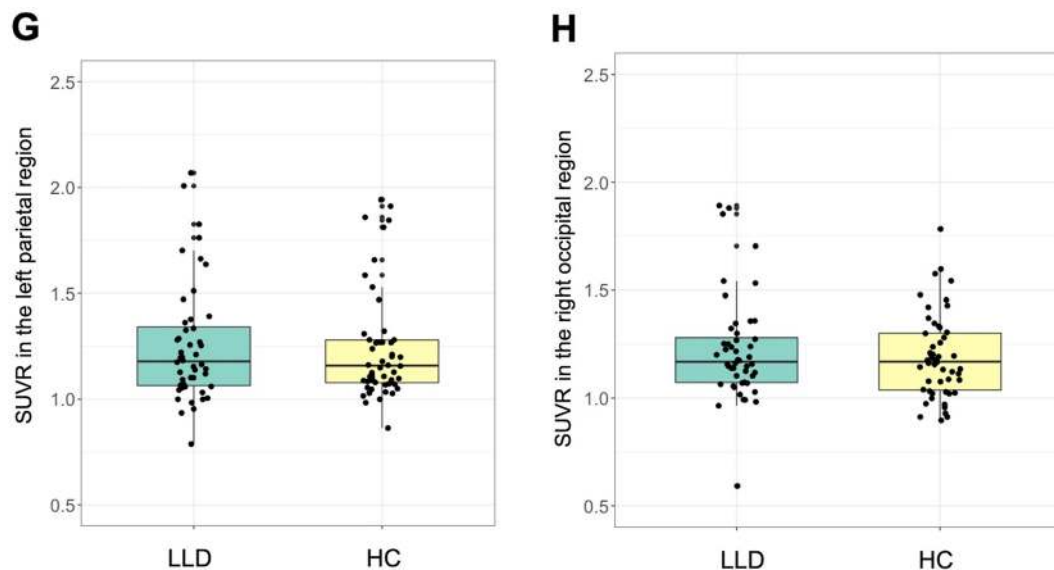 G
SUVR in the left parietal region
2.5
2.0
1.5
1.0
0.5
LLD HC
H
SUVR in the right occipital region
2.5
2.0
1.5
1.0
0.5
LLD HC